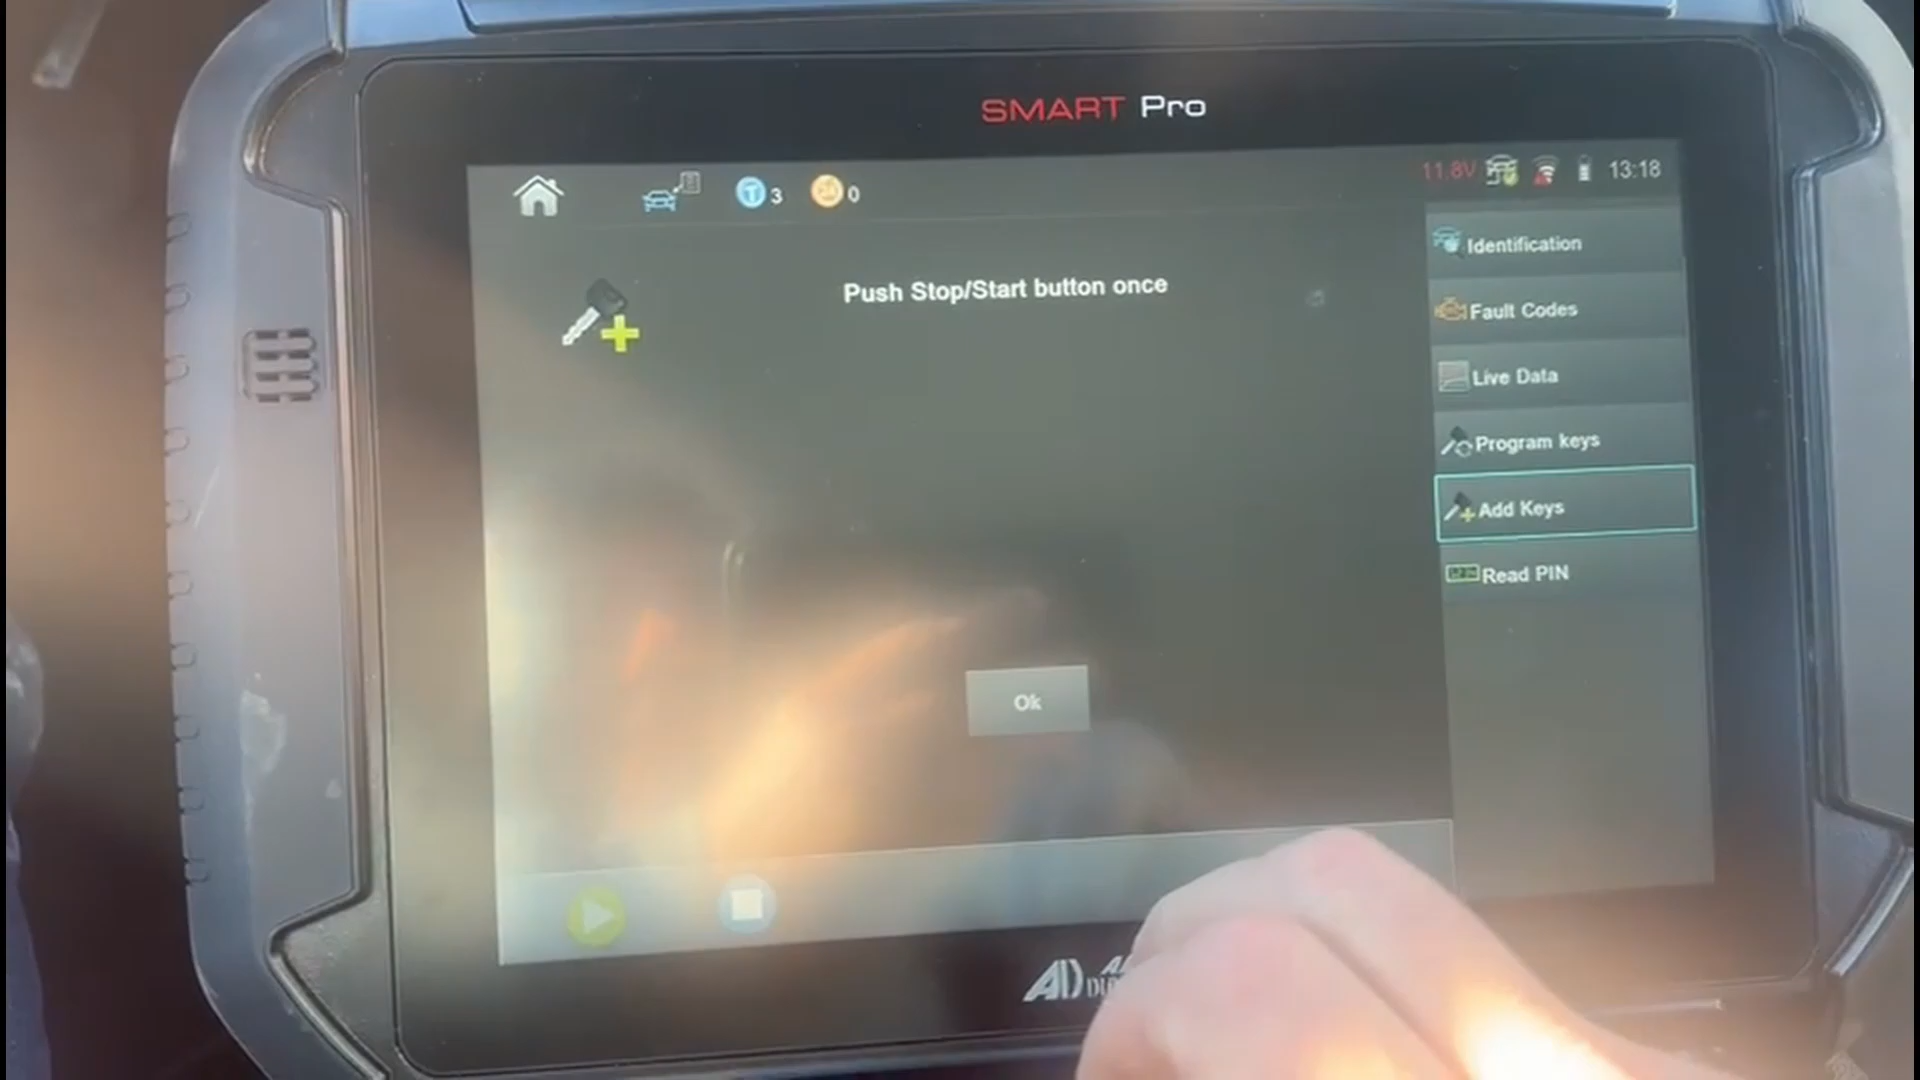 SMART Pro
3
0
11.8V
13:18
Push Stop/Start button once
Identification
Fault Codes
Live Data
Program keys
Add Keys
Read PIN
Ok
AD